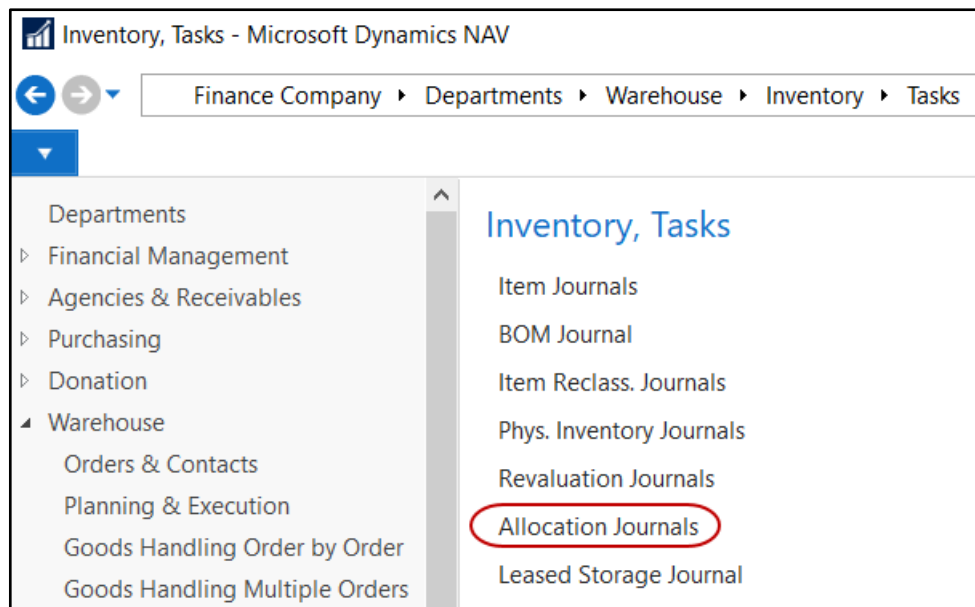 Inventory, Tasks - Microsoft Dynamics NAV
Finance Company Departments Warehouse Inventory Tasks
Departments
Financial Management
Agencies & Receivables
Purchasing
Donation
Warehouse
Orders & Contacts
Planning & Execution
Goods Handling Order by Order
Goods Handling Multiple Orders
Inventory, Tasks
Item Journals
BOM Journal
Item Reclass. Journals
Phys. Inventory Journals
Revaluation Journals
Allocation Journals
Leased Storage Journal